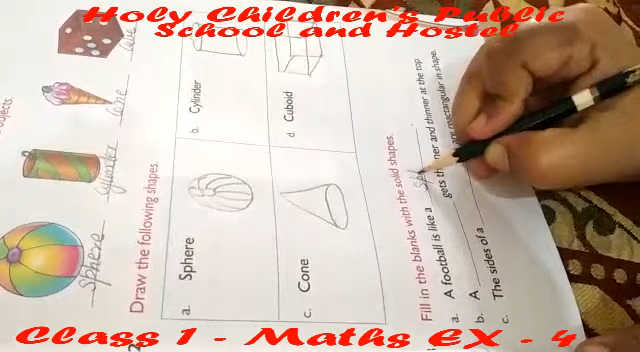 Holy Children's Public
School and Hostel
objects
Sphere
Cylinder
Cone
Cube
Draw the following shapes.
a. Sphere
b. Cylinder
c. Cone
d. Cuboid
Fill in the blanks with the solid shapes.
a. A football is like a Sp
b. A gets thinner and thinner at the top.
c. The sides of a are rectangular in shape.
Class 1 - Maths EX - 4